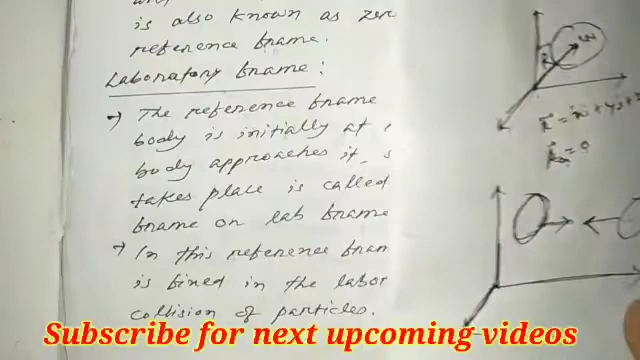 is also known as zero
reference frame.
Laboratory frame :
→ The reference frame
body is initially at
body approaches it
takes place is called
frame or lab frame
→ In this reference fram
is fixed in the labor
collision of particles.
Subscribe for next upcoming videos